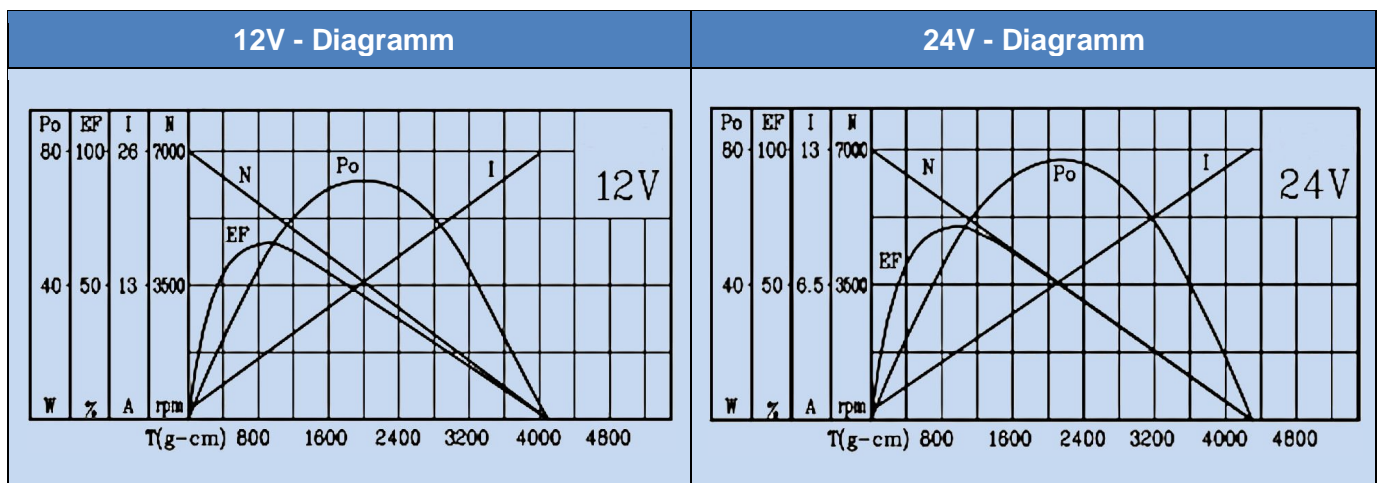 12V - Diagramm
24V - Diagramm
Po EF I N
80 100 26 7000
N Po I 12V
EF
40 50 13 3500
W % A rpm
T(g-cm) 800 1600 2400 3200 4000 4800
Po EF I N
80 100 13 7000
N Po I 24V
EF
40 50 6.5 3500
W % A rpm
T(g-cm) 800 1600 2400 3200 4000 4800